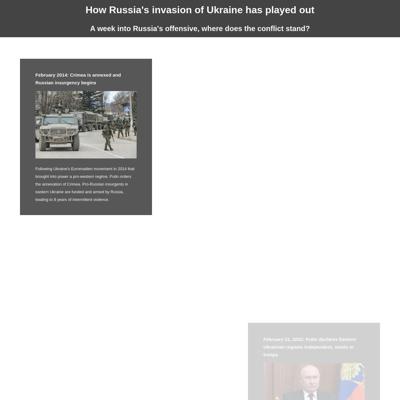 How Russia's invasion of Ukraine has played out
A week into Russia's offensive, where does the conflict stand?
February 2014: Crimea is annexed and
Russian insurgency begins
Following Ukraine's Euromaidan movement in 2014 that
brought into power a pro-western regime. Putin orders
the annexation of Crimea. Pro-Russian insurgents in
eastern Ukraine are funded and armed by Russia,
leading to 8 years of intermittent violence.
February 21, 2022: Putin declares Eastern
Ukrainian regions independent, sends in
troops